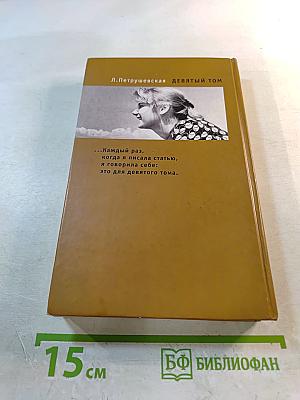 Л.Петрушевская ДЕВЯТЫЙ ТОМ
...Каждый раз,
когда я писала статью,
я говорила себе:
это для девятого тома.
15 см
БФ БИБЛИОФАН